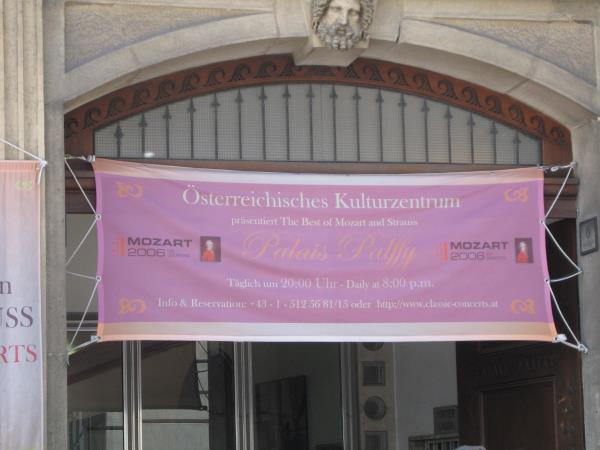 Österreichisches Kulturzentrum
präsentiert The Best of Mozart and Strauss
MOZART
2006
Palais Palffy
MOZART
2006
Täglich um 20:00 Uhr - Daily at 8:00 p.m.
Info & Reservation: +43 - 1 - 512 56 81/15 oder http://www.classic-concerts.at
n
USS
RTS